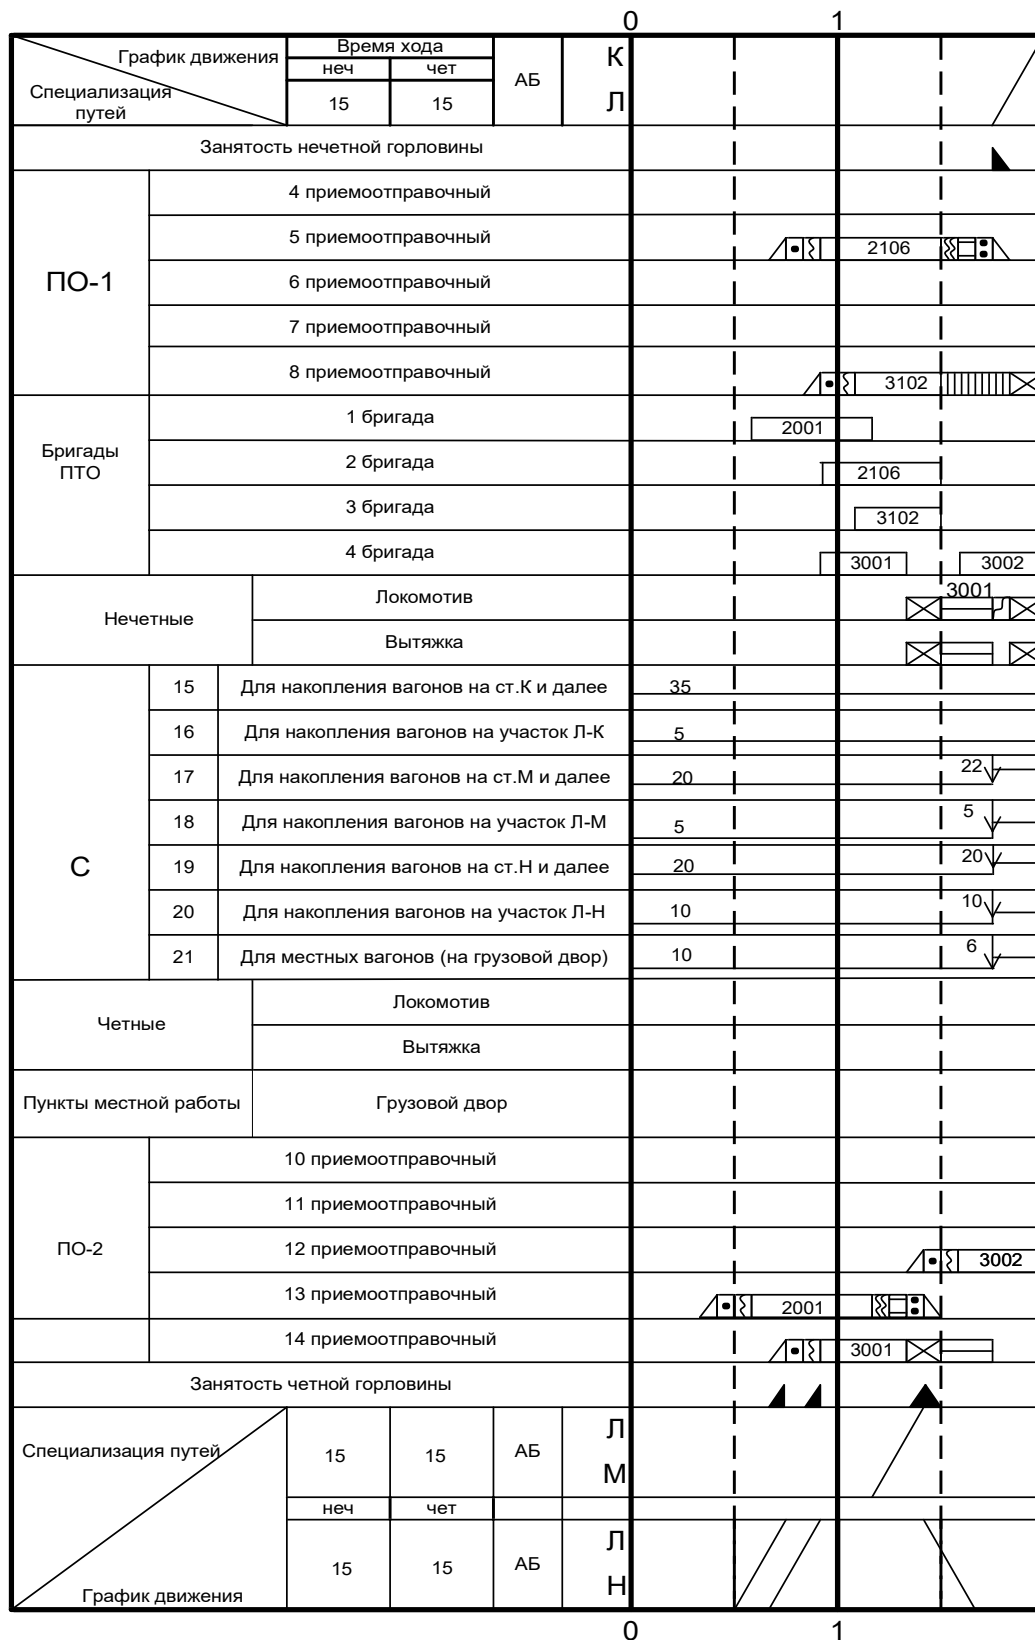 0 1
График движения
Специализация путей
Время хода
неч чет
15 15
АБ
К
Л
Занятость нечетной горловины
ПО-1
4 приемоотправочный
5 приемоотправочный 2106
6 приемоотправочный
7 приемоотправочный
8 приемоотправочный 3102
Бригады
ПТО
1 бригада 2001
2 бригада 2106
3 бригада 3102
4 бригада 3001 3002
Нечетные
Локомотив 3001
Вытяжка
С
15 Для накопления вагонов на ст.К и далее 35
16 Для накопления вагонов на участок Л-К 5
17 Для накопления вагонов на ст.М и далее 20 22
18 Для накопления вагонов на участок Л-М 5 5
19 Для накопления вагонов на ст.Н и далее 20 20
20 Для накопления вагонов на участок Л-Н 10 10
21 Для местных вагонов (на грузовой двор) 10 6
Четные
Локомотив
Вытяжка
Пункты местной работы Грузовой двор
ПО-2
10 приемоотправочный
11 приемоотправочный
12 приемоотправочный 3002
13 приемоотправочный 2001
14 приемоотправочный 3001
Занятость четной горловины
Специализация путей 15 15 АБ
Л
М
неч чет
15 15 АБ
Л
Н
График движения
0 1